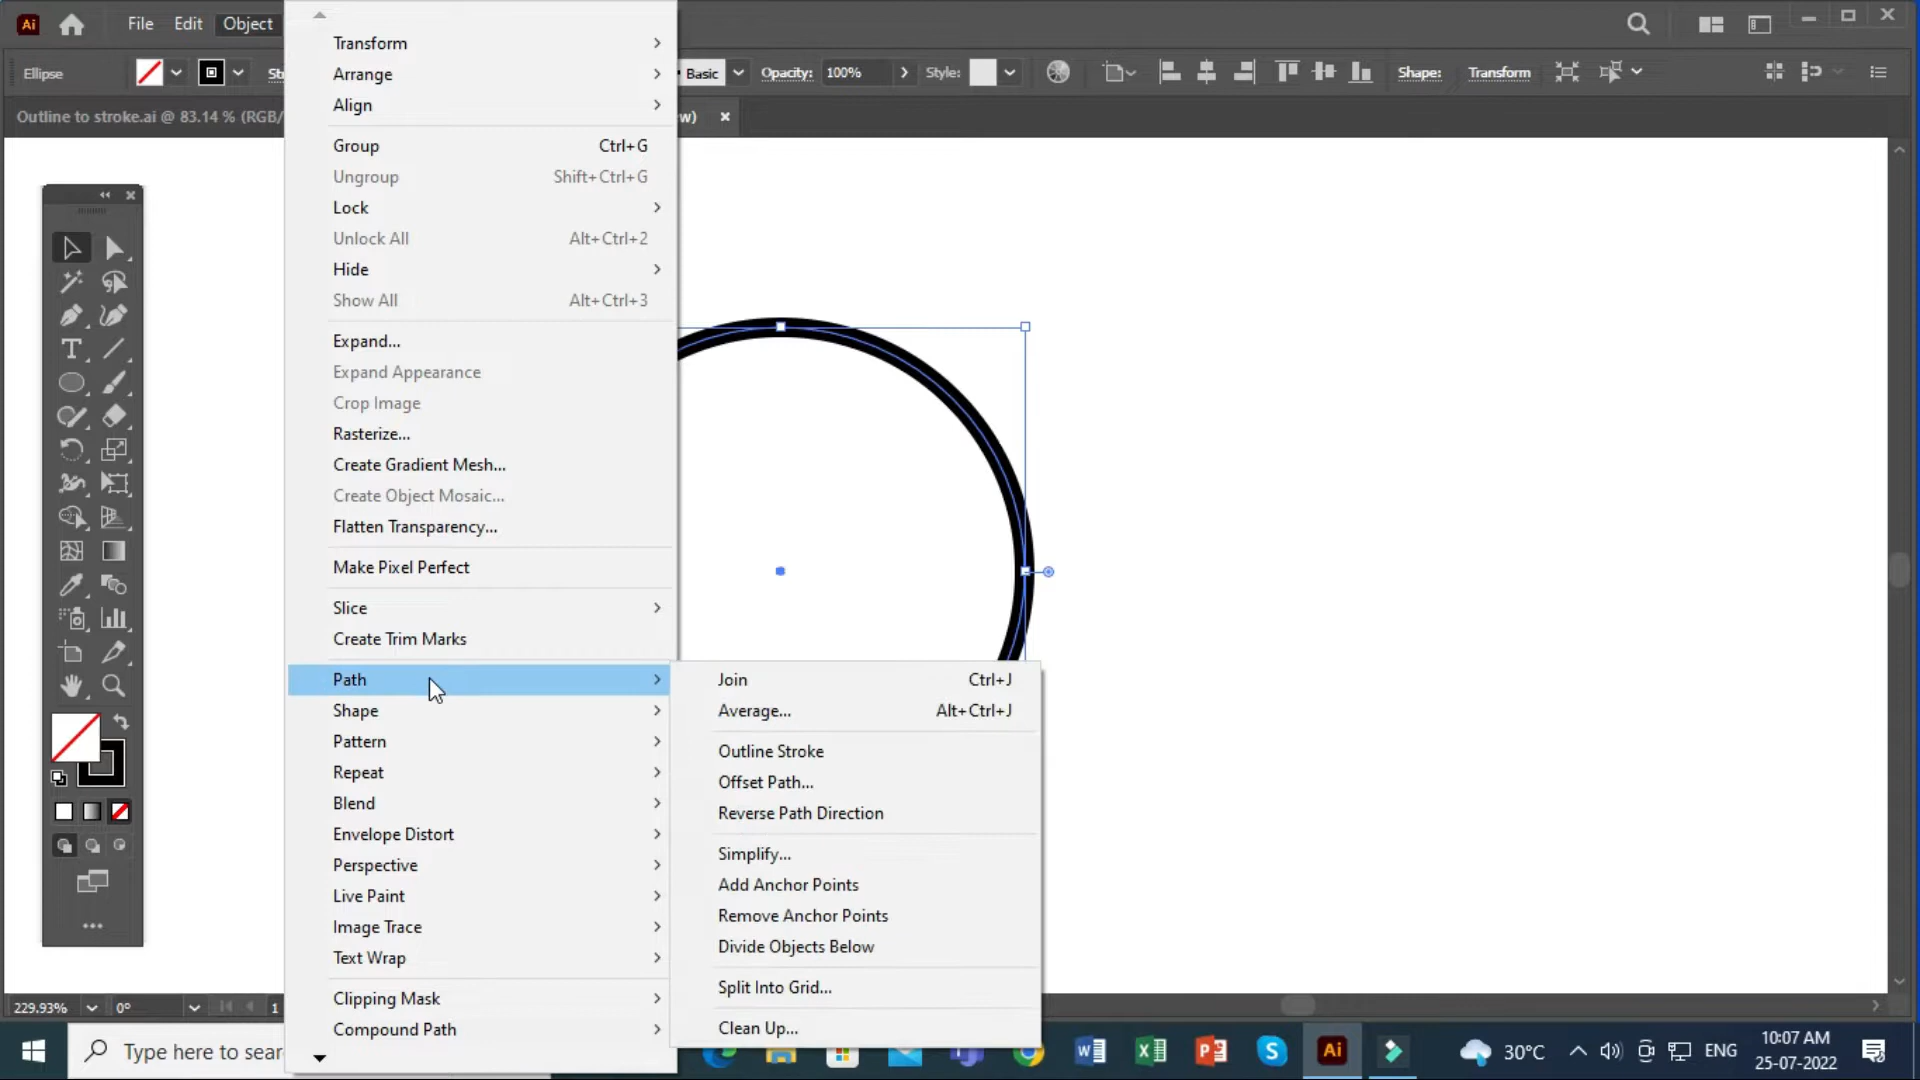 Ai File Edit Object
Ellipse St Basic Opacity: 100% Style: Shape: Transform
Outline to stroke.ai @ 83.14 % (RGB/ w) ×
Transform
Arrange
Align
Group Ctrl+G
Ungroup Shift+Ctrl+G
Lock
Unlock All Alt+Ctrl+2
Hide
Show All Alt+Ctrl+3
Expand...
Expand Appearance
Crop Image
Rasterize...
Create Gradient Mesh...
Create Object Mosaic...
Flatten Transparency...
Make Pixel Perfect
Slice
Create Trim Marks
Path
Shape
Pattern
Repeat
Blend
Envelope Distort
Perspective
Live Paint
Image Trace
Text Wrap
Clipping Mask
Compound Path
Join Ctrl+J
Average... Alt+Ctrl+J
Outline Stroke
Offset Path...
Reverse Path Direction
Simplify...
Add Anchor Points
Remove Anchor Points
Divide Objects Below
Split Into Grid...
Clean Up...
229.93% 0° 1
Type here to sear
Ai 30°C ENG
10:07 AM
25-07-2022